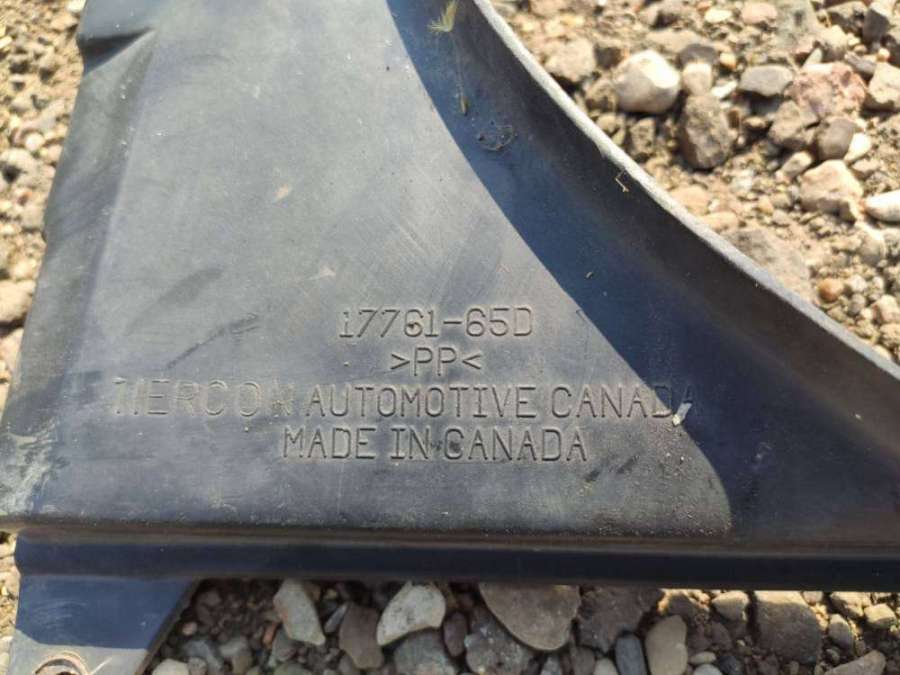 17761-65D
>PP<
AUTOMOTIVE CANADA
MADE IN CANADA